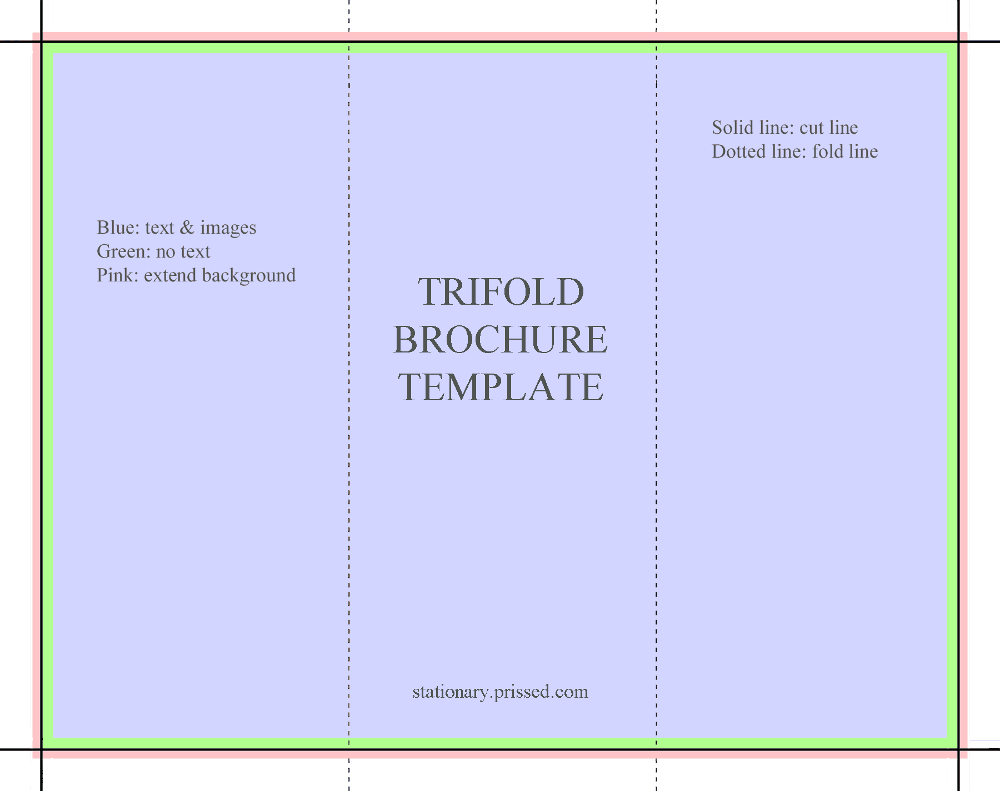 Blue: text & images
Green: no text
Pink: extend background
TRIFOLD
BROCHURE
TEMPLATE
stationary.prissed.com
Solid line: cut line
Dotted line: fold line